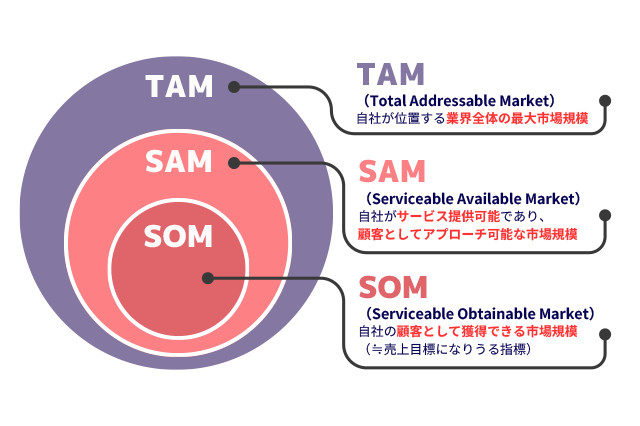 TAM
SAM
SOM
TAM
（Total Addressable Market）
自社が位置する業界全体の最大市場規模
SAM
（Serviceable Available Market）
自社がサービス提供可能であり、
顧客としてアプローチ可能な市場規模
SOM
（Serviceable Obtainable Market）
自社の顧客として獲得できる市場規模
（≒売上目標になりうる指標）